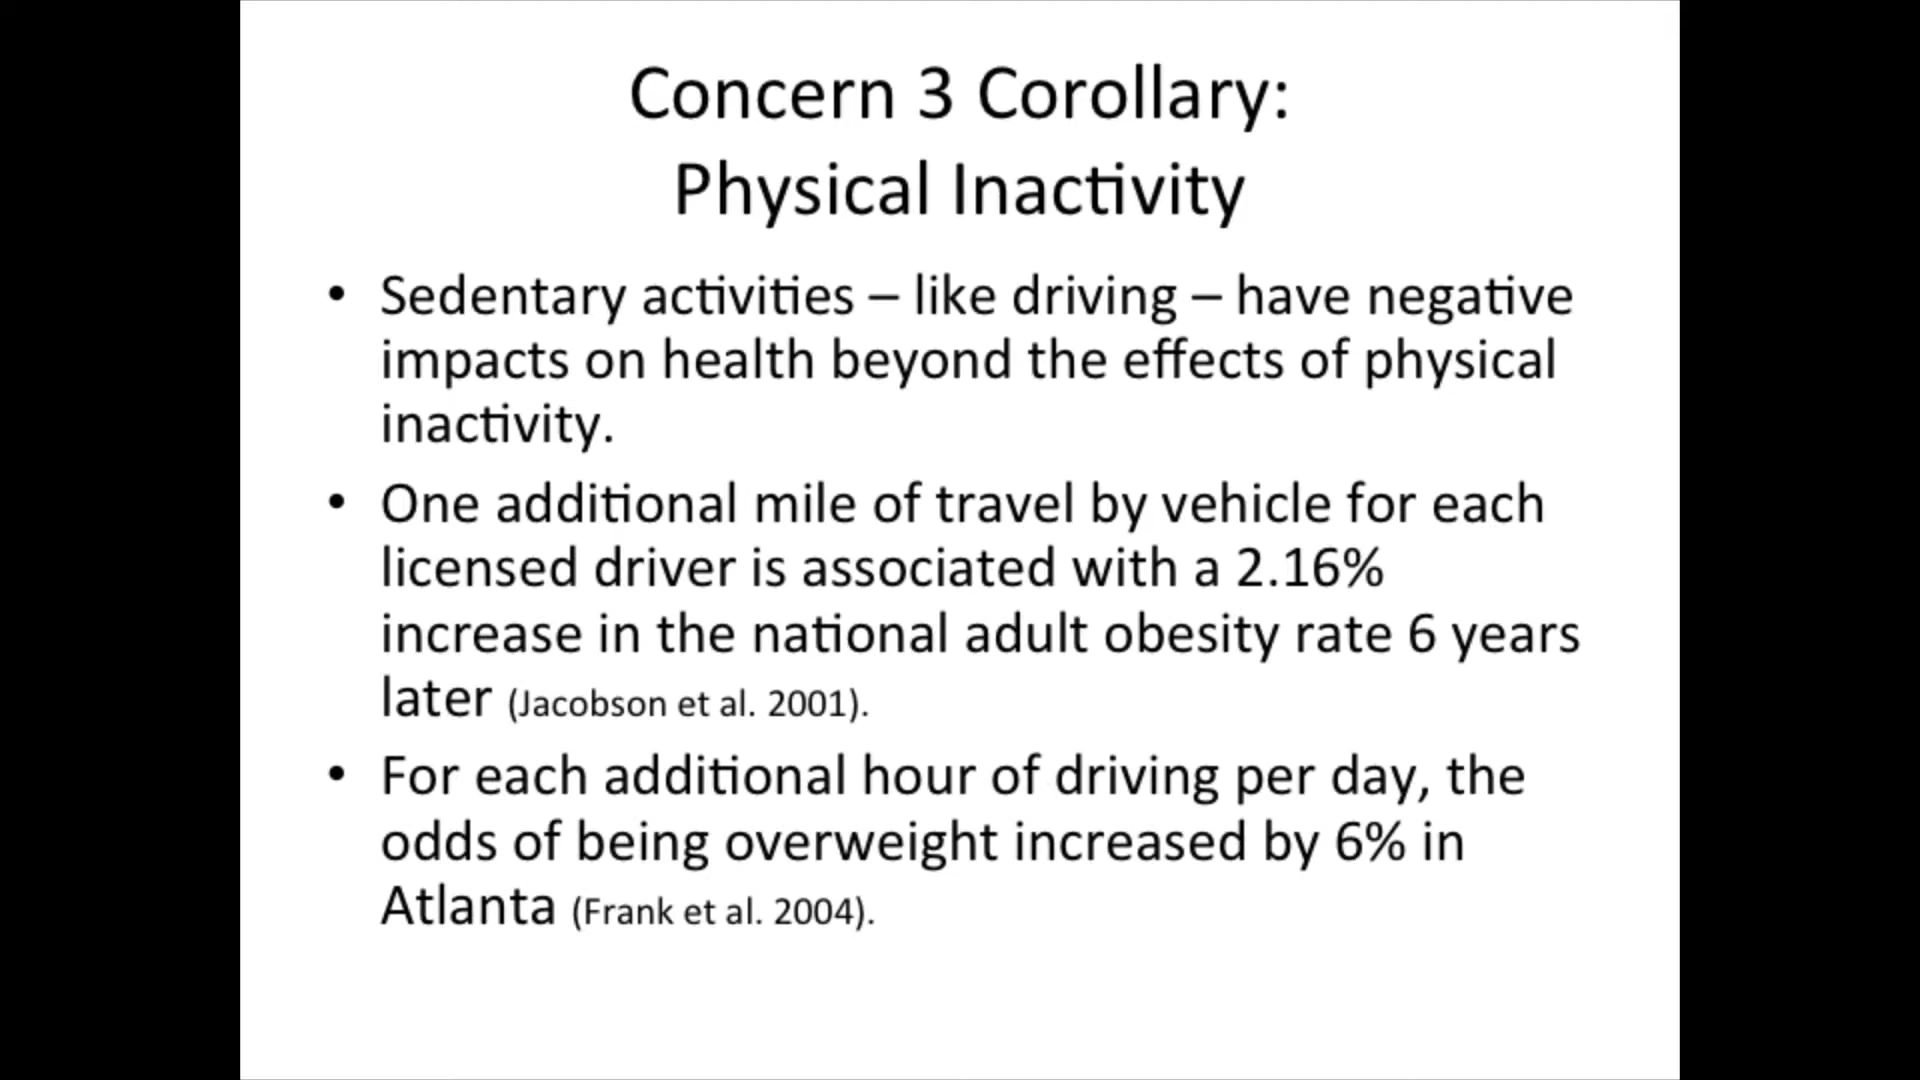 Concern 3 Corollary:
Physical Inactivity
• Sedentary activities – like driving – have negative
impacts on health beyond the effects of physical
inactivity.
• One additional mile of travel by vehicle for each
licensed driver is associated with a 2.16%
increase in the national adult obesity rate 6 years
later (Jacobson et al. 2001).
• For each additional hour of driving per day, the
odds of being overweight increased by 6% in
Atlanta (Frank et al. 2004).